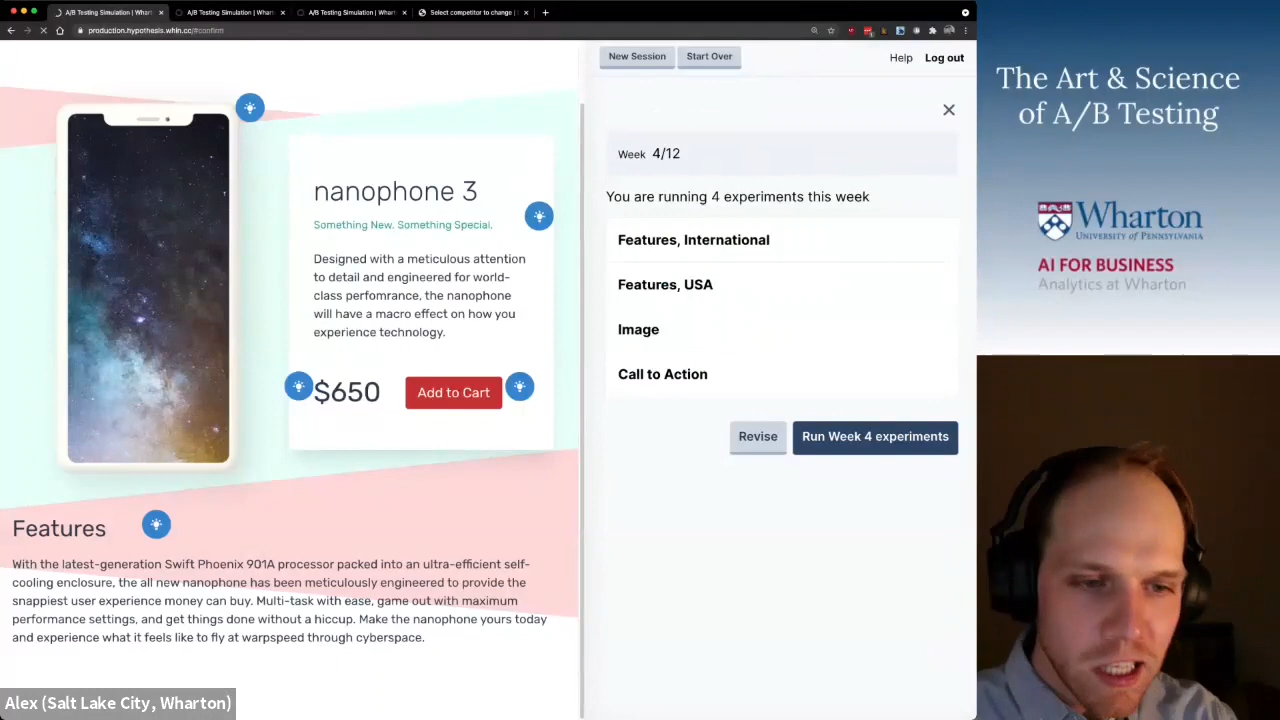 A/B Testing Simulation | Whart
A/B Testing Simulation | Whart
A/B Testing Simulation | Whart
Select competitor to change |
production.hypothesis.whin.cc/#confirm
New Session
Start Over
Help
Log out
Week 4/12
You are running 4 experiments this week
Features, International
Features, USA
Image
Call to Action
Revise
Run Week 4 experiments
nanophone 3
Something New. Something Special.
Designed with a meticulous attention
to detail and engineered for world-
class perfomrance, the nanophone
will have a macro effect on how you
experience technology.
$650
Add to Cart
Features
With the latest-generation Swift Phoenix 901A processor packed into an ultra-efficient self-
cooling enclosure, the all new nanophone has been meticulously engineered to provide the
snappiest user experience money can buy. Multi-task with ease, game out with maximum
performance settings, and get things done without a hiccup. Make the nanophone yours today
and experience what it feels like to fly at warpspeed through cyberspace.
The Art & Science
of A/B Testing
Wharton
UNIVERSITY OF PENNSYLVANIA
AI FOR BUSINESS
Analytics at Wharton
Alex (Salt Lake City, Wharton)